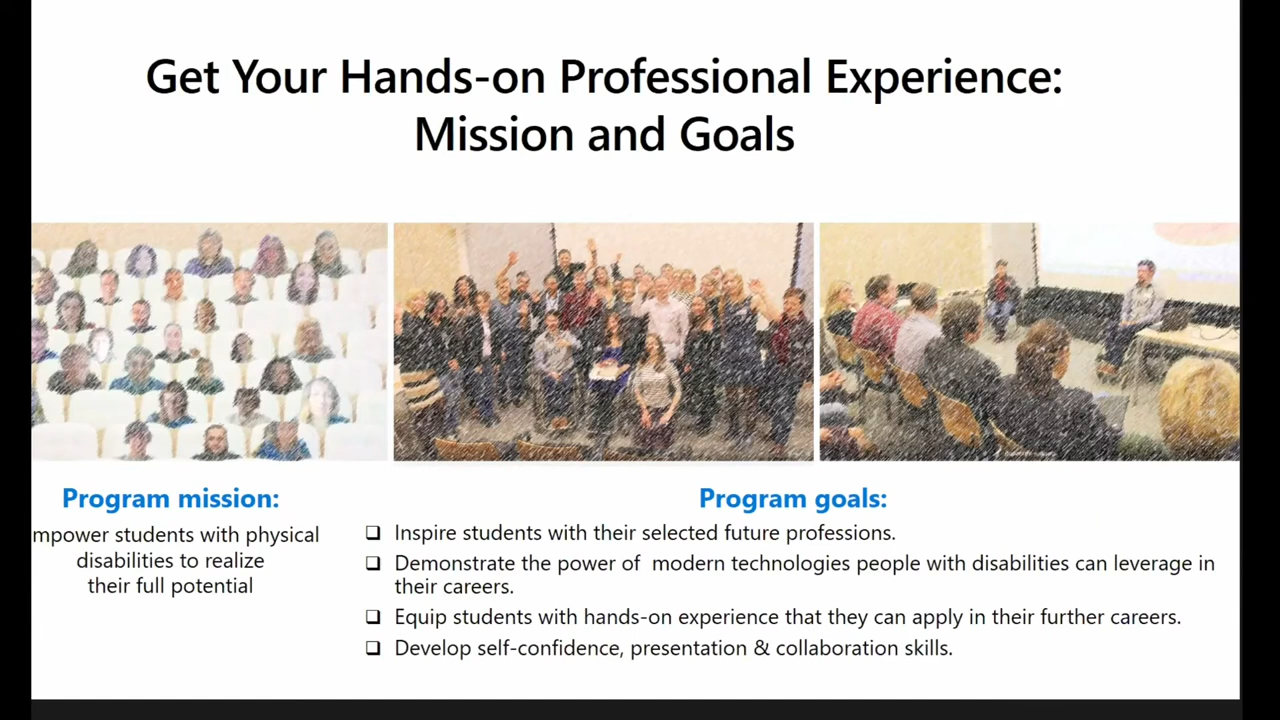 Get Your Hands-on Professional Experience:
Mission and Goals
Program mission:
mpower students with physical
disabilities to realize
their full potential
Program goals:
Inspire students with their selected future professions.
Demonstrate the power of modern technologies people with disabilities can leverage in
their careers.
Equip students with hands-on experience that they can apply in their further careers.
Develop self-confidence, presentation & collaboration skills.